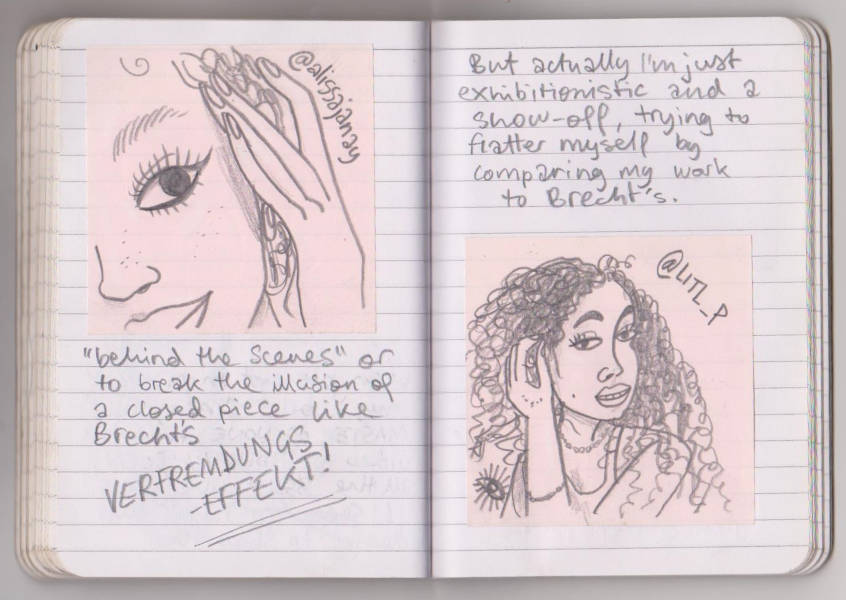 @alissajanay
"behind the scenes" or
to break the illusion of
a closed piece like
Brecht's
VERFREMDUNGS
-EFFEKT!
But actually I'm just
exhibitionistic and a
show-off, trying to
flatter myself by
comparing my work
to Brecht's.
@LITL_P